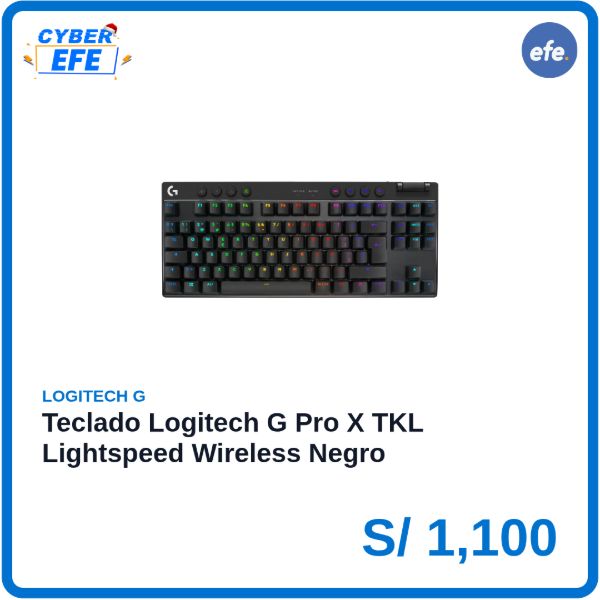 CYBER
EFE
efe.
LOGITECH G
Teclado Logitech G Pro X TKL
Lightspeed Wireless Negro
S/ 1,100